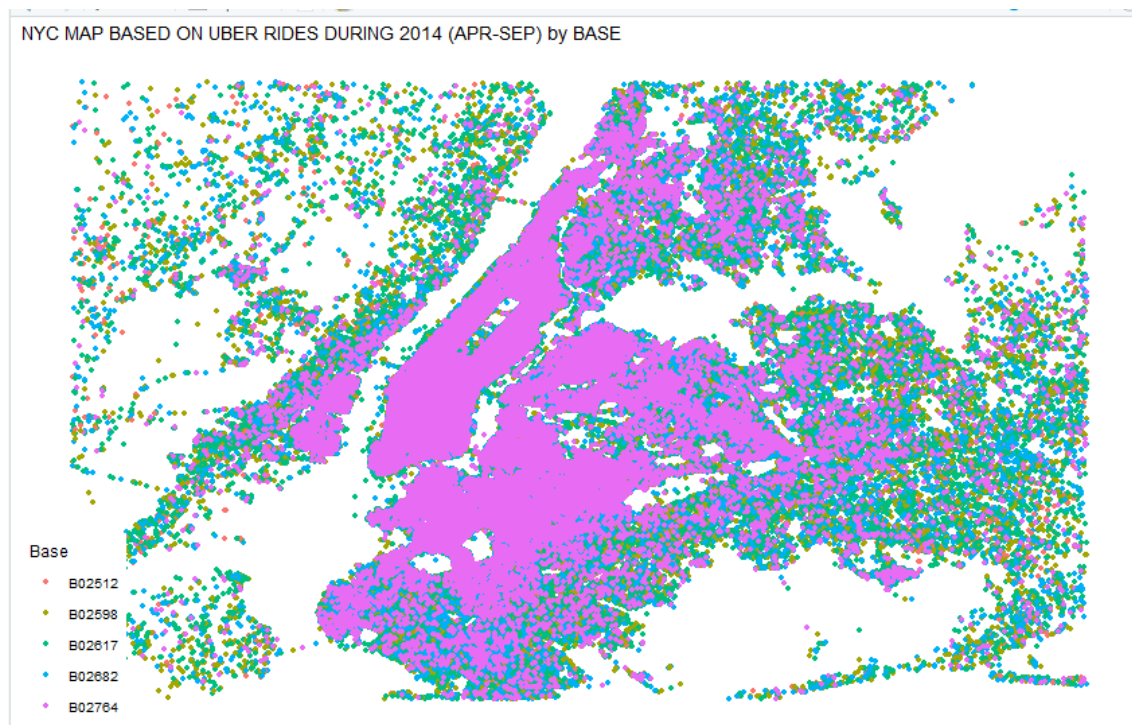 NYC MAP BASED ON UBER RIDES DURING 2014 (APR-SEP) by BASE
Base
B02512
B02598
B02617
B02682
B02764